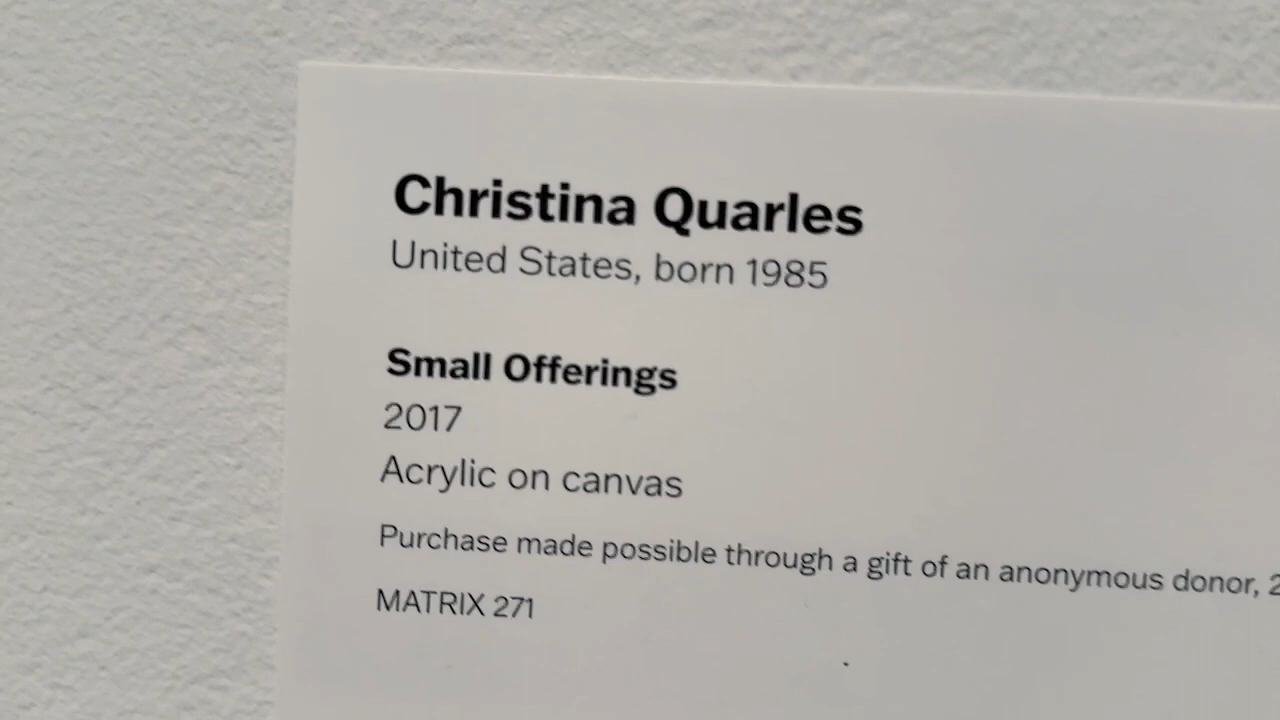 Christina Quarles
United States, born 1985
Small Offerings
2017
Acrylic on canvas
Purchase made possible through a gift of an anonymous donor, 2
MATRIX 271